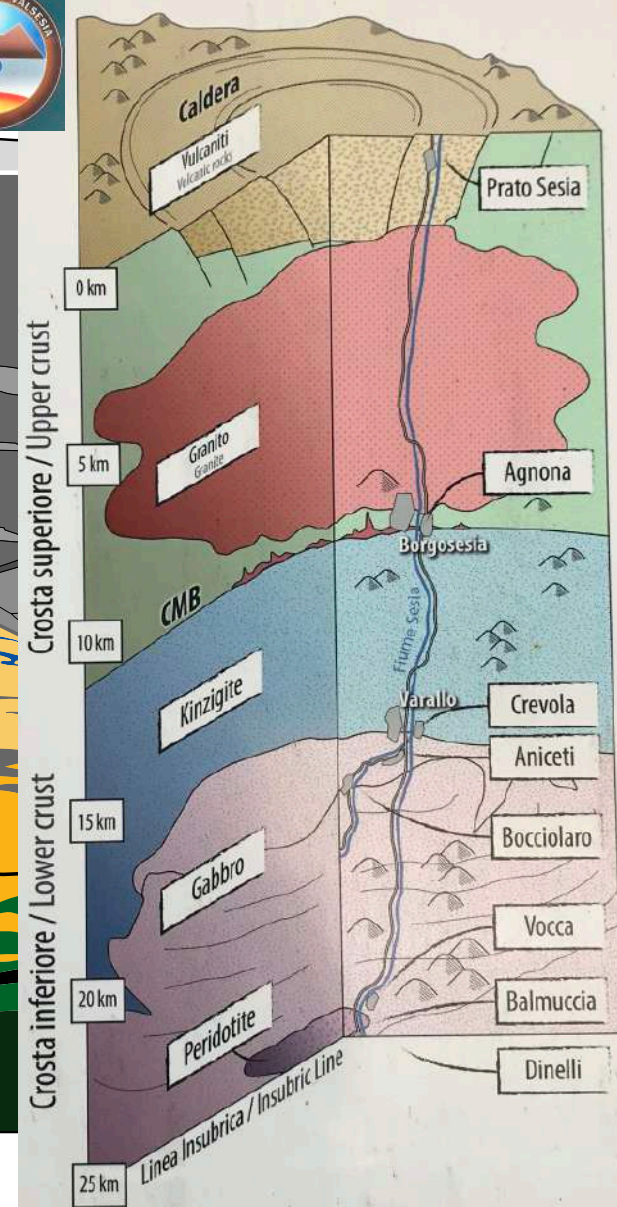 VALSESIA
Caldera
Vulcaniti
Volcanic rocks
Prato Sesia
0 km
Crosta superiore / Upper crust
Granito
Granite
5 km
Agnona
Borgosesia
CMB
10 km
Fiume Sesia
Kinzigite
Varallo
Crevola
Aniceti
15 km
Bocciolaro
Crosta inferiore / Lower crust
Gabbro
Vocca
20 km
Balmuccia
Peridotite
Dinelli
Linea Insubrica / Insubric Line
25 km